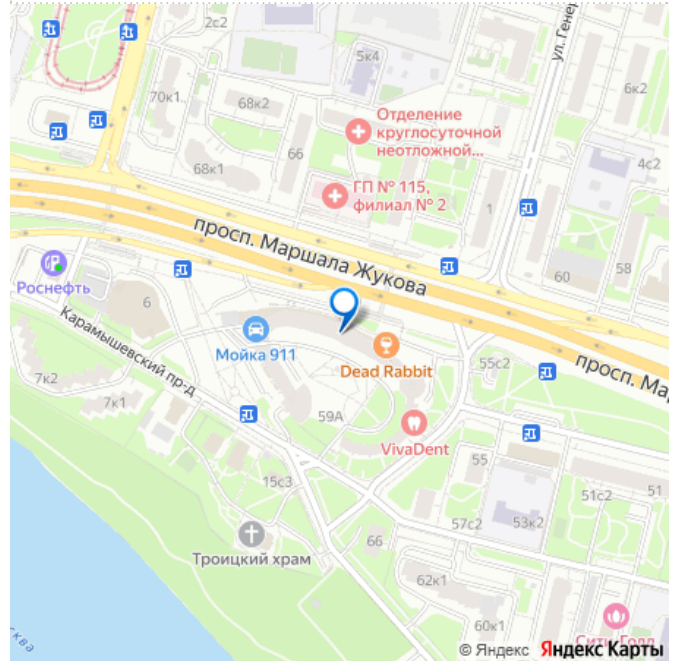 2с2
5к4
ул. Генер
6к2
70к1
68к2
Отделение
круглосуточной
неотложной...
66
4с2
68к1
ГП № 115,
филиал № 2
1
просп. Маршала Жукова
60
58
Роснефть
6
Мойка 911
Карамышевский пр-д
Dead Rabbit
55с2
просп. Ма
7к2
7к1
59А
VivaDent
55
51
51с2
15с3
57с2
53к2
Троицкий храм
66
62к1
60к1
Сити Голд
ква
© Яндекс Яндекс Карты